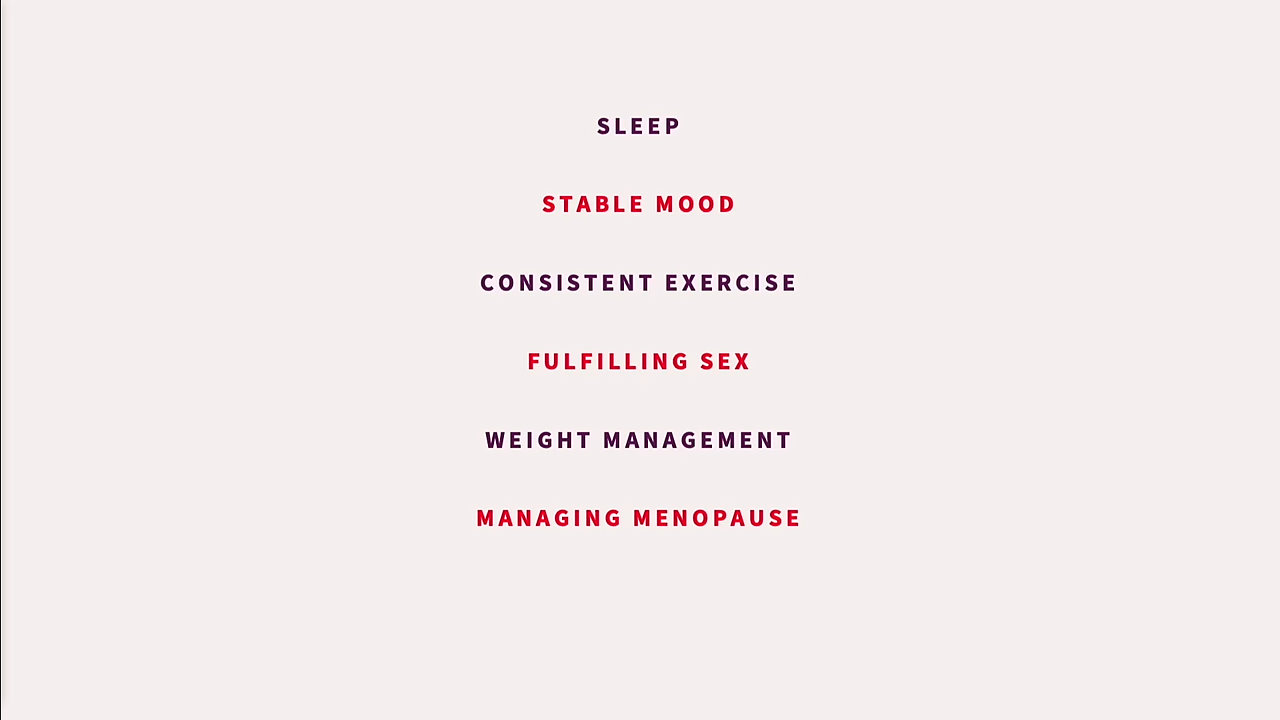 SLEEP
STABLE MOOD
CONSISTENT EXERCISE
FULFILLING SEX
WEIGHT MANAGEMENT
MANAGING MENOPAUSE